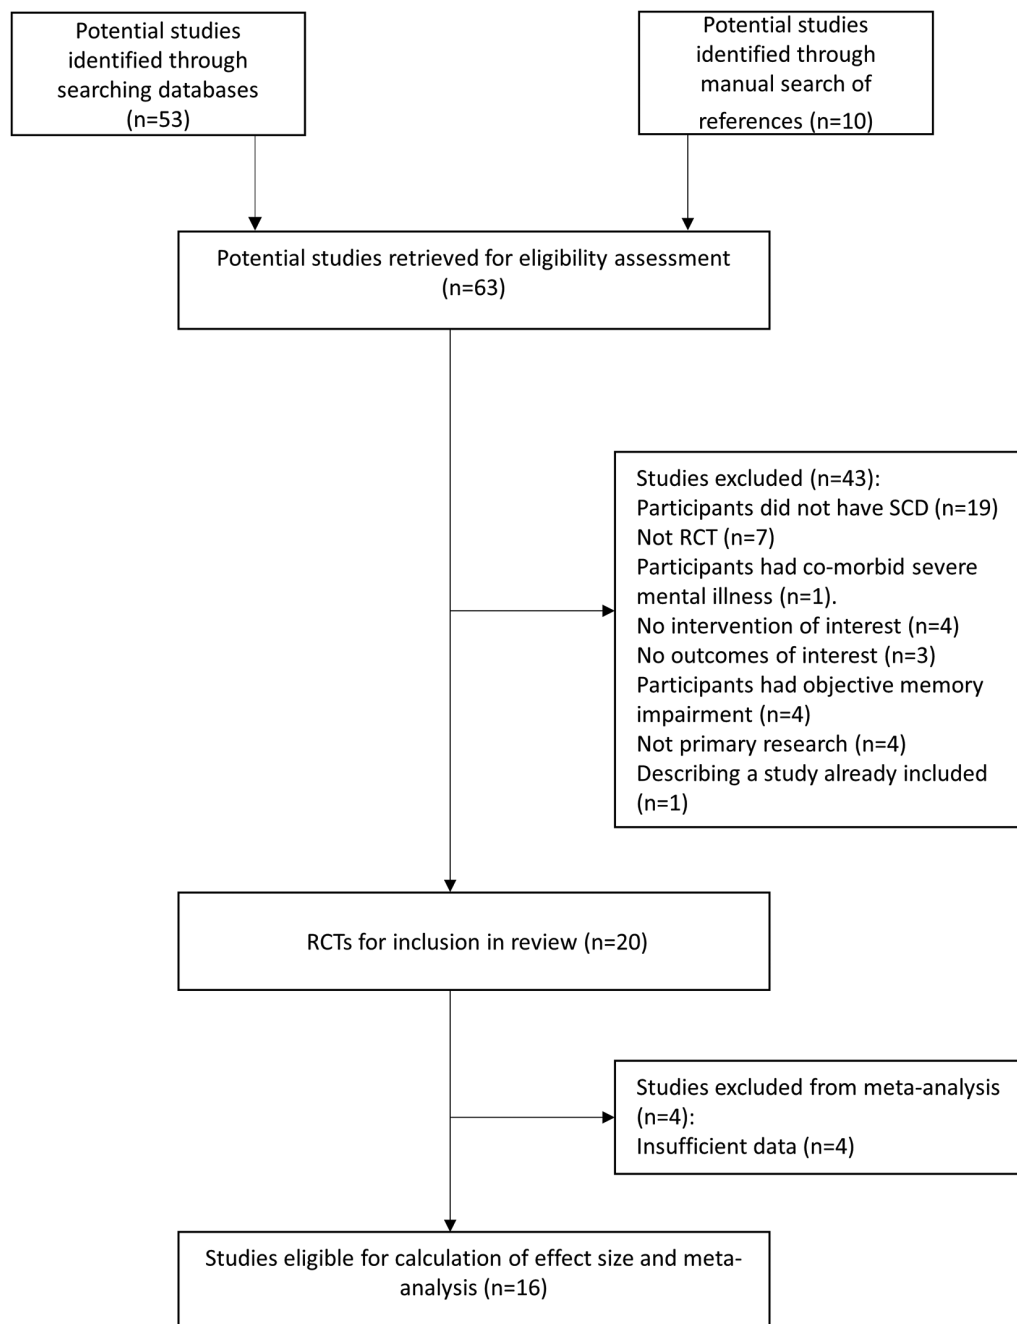 Potential studies
identified through
searching databases
(n=53)
Potential studies
identified through
manual search of
references (n=10)
Potential studies retrieved for eligibility assessment
(n=63)
Studies excluded (n=43):
Participants did not have SCD (n=19)
Not RCT (n=7)
Participants had co-morbid severe
mental illness (n=1).
No intervention of interest (n=4)
No outcomes of interest (n=3)
Participants had objective memory
impairment (n=4)
Not primary research (n=4)
Describing a study already included
(n=1)
RCTs for inclusion in review (n=20)
Studies excluded from meta-analysis
(n=4):
Insufficient data (n=4)
Studies eligible for calculation of effect size and meta-
analysis (n=16)